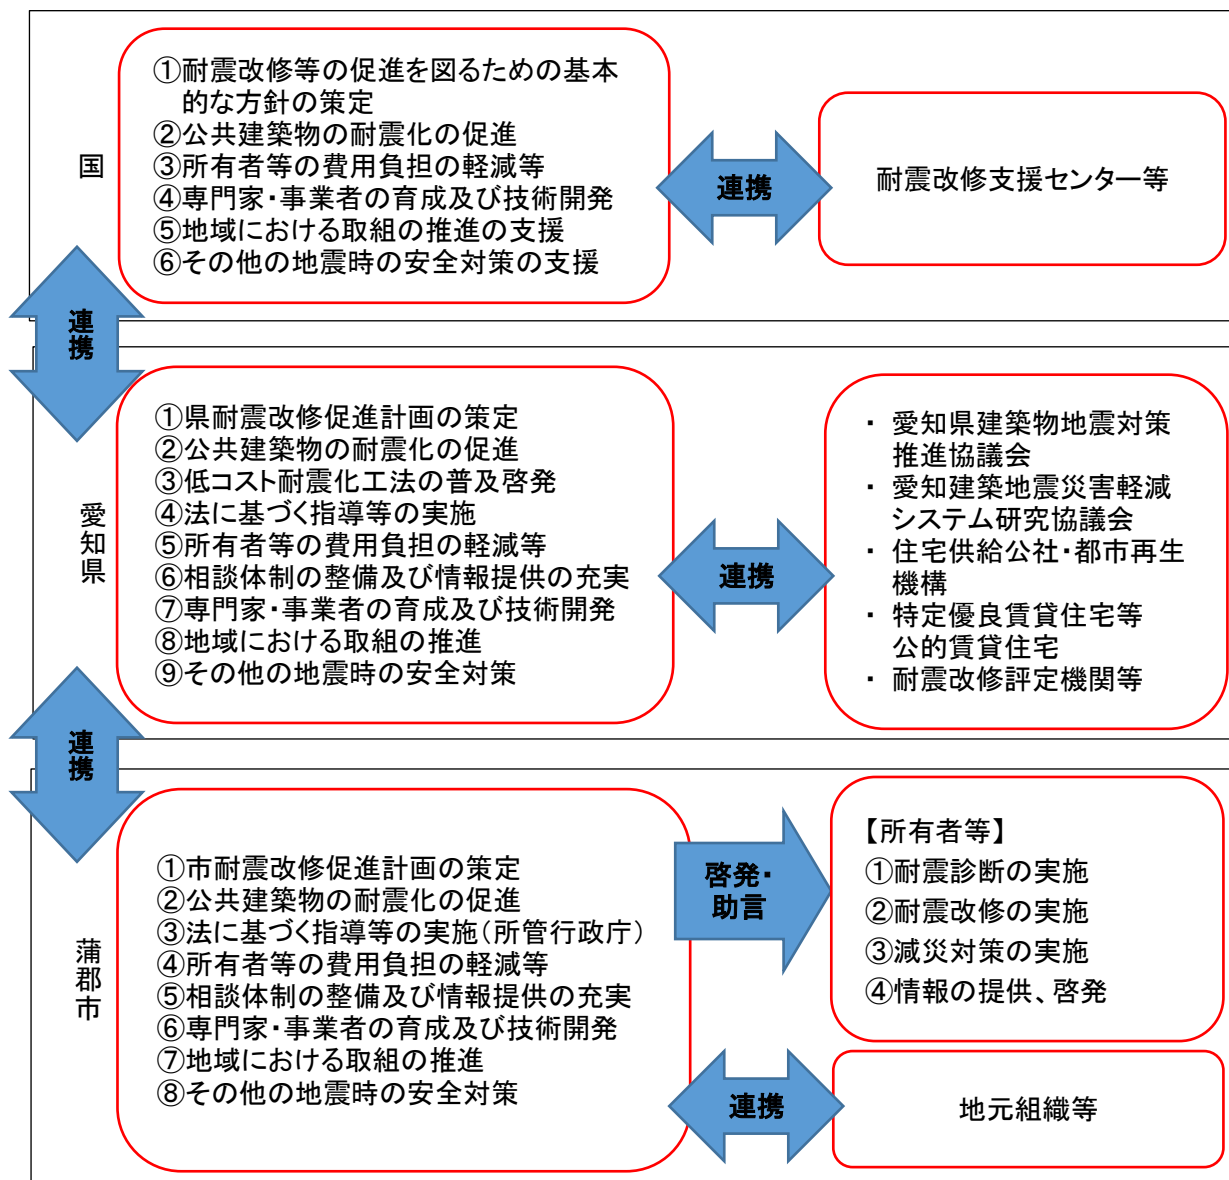 国
①耐震改修等の促進を図るための基本
的な方針の策定
②公共建築物の耐震化の促進
③所有者等の費用負担の軽減等
④専門家・事業者の育成及び技術開発
⑤地域における取組の推進の支援
⑥その他の地震時の安全対策の支援
連携
耐震改修支援センター等
連携
愛知県
①県耐震改修促進計画の策定
②公共建築物の耐震化の促進
③低コスト耐震化工法の普及啓発
④法に基づく指導等の実施
⑤所有者等の費用負担の軽減等
⑥相談体制の整備及び情報提供の充実
⑦専門家・事業者の育成及び技術開発
⑧地域における取組の推進
⑨その他の地震時の安全対策
連携
・ 愛知県建築物地震対策
推進協議会
・ 愛知建築地震災害軽減
システム研究協議会
・ 住宅供給公社・都市再生
機構
・ 特定優良賃貸住宅等
公的賃貸住宅
・ 耐震改修評定機関等
連携
蒲郡市
①市耐震改修促進計画の策定
②公共建築物の耐震化の促進
③法に基づく指導等の実施（所管行政庁）
④所有者等の費用負担の軽減等
⑤相談体制の整備及び情報提供の充実
⑥専門家・事業者の育成及び技術開発
⑦地域における取組の推進
⑧その他の地震時の安全対策
啓発・
助言
【所有者等】
①耐震診断の実施
②耐震改修の実施
③減災対策の実施
④情報の提供、啓発
連携
地元組織等